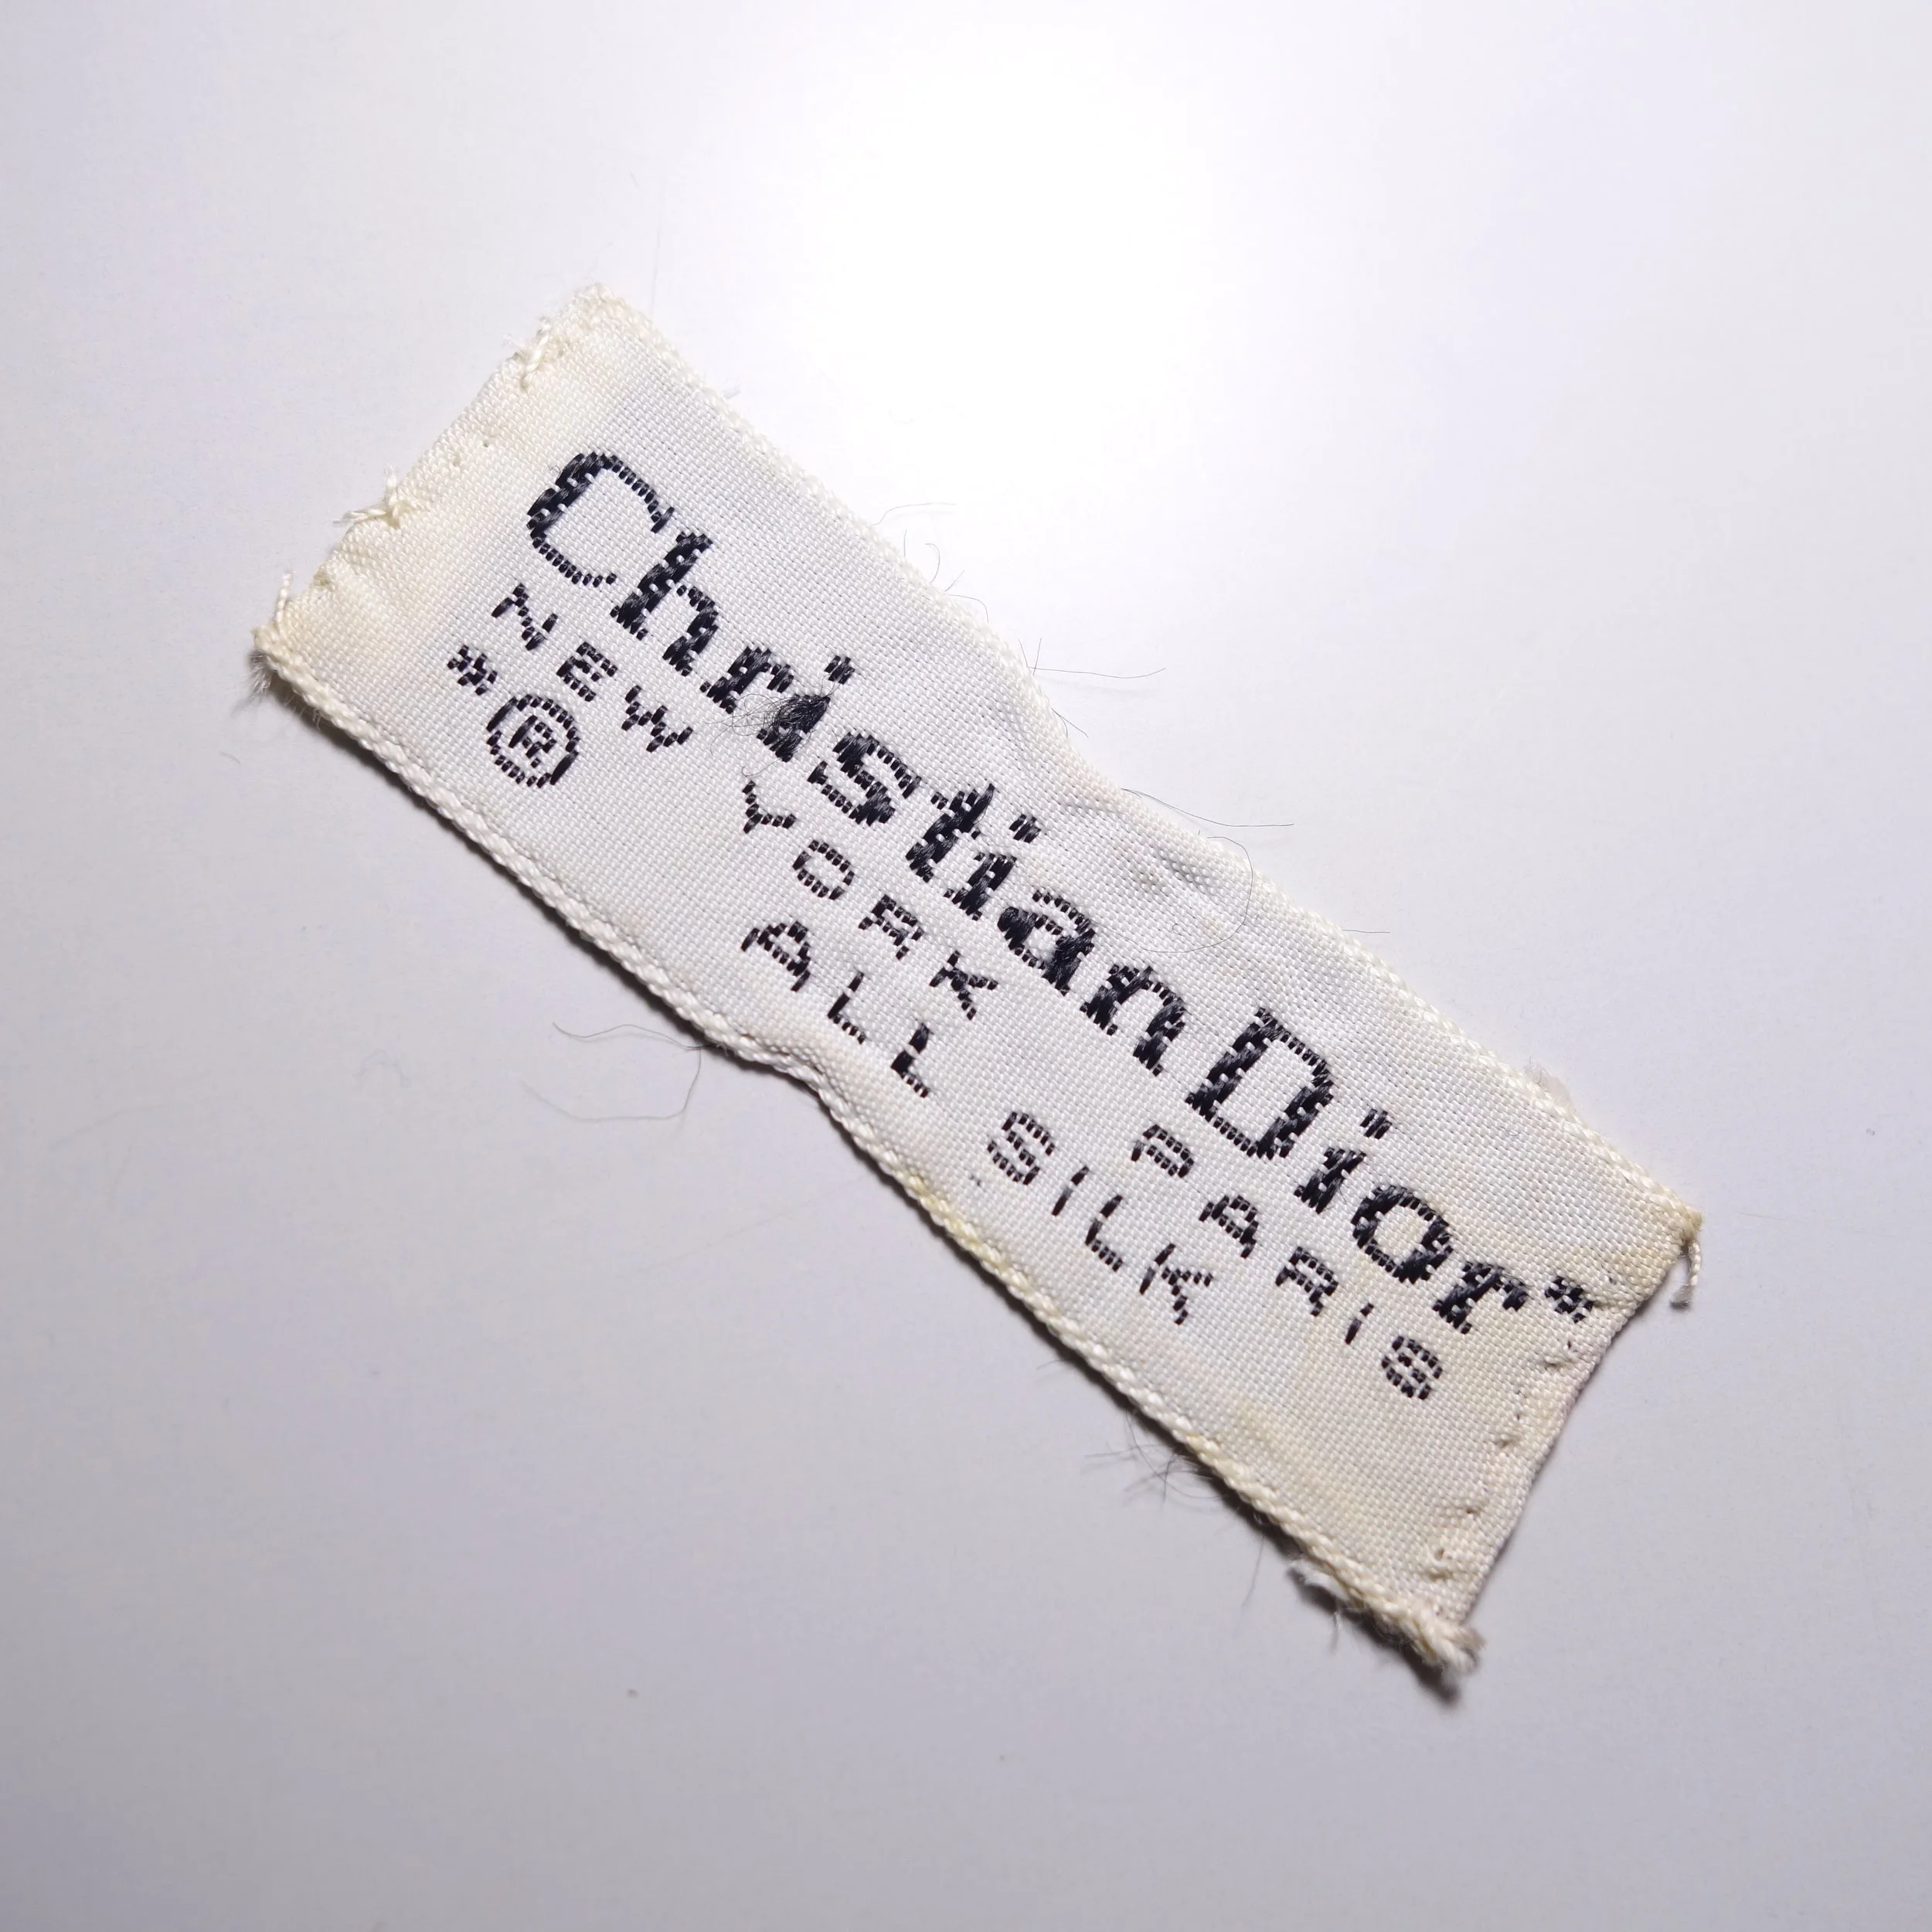 Christian Dior*
NEW YORK PARIS
*® ALL SILK